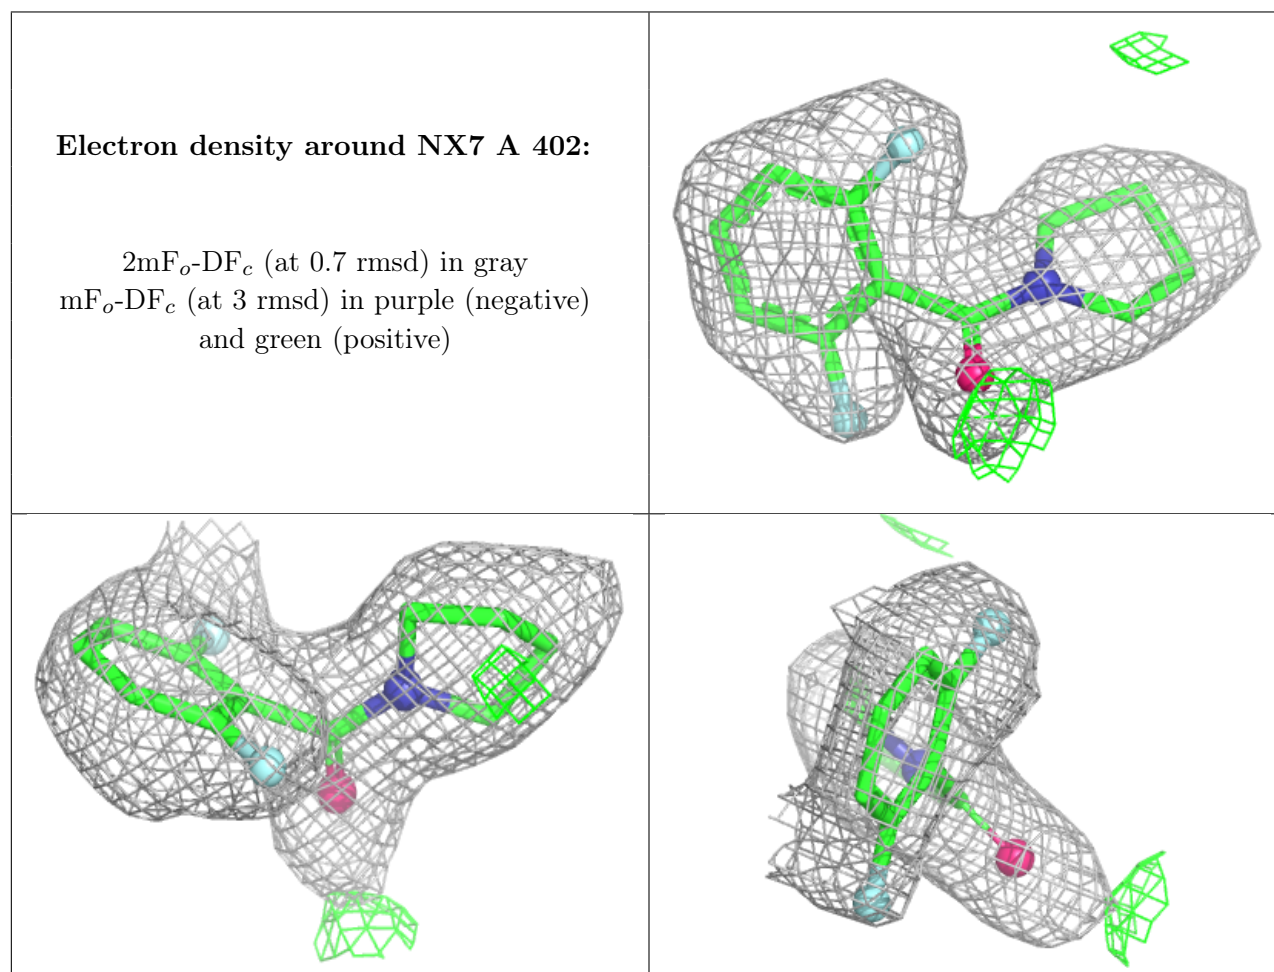 Electron density around NX7 A 402:
2mFo-DFc (at 0.7 rmsd) in gray
mFo-DFc (at 3 rmsd) in purple (negative)
and green (positive)